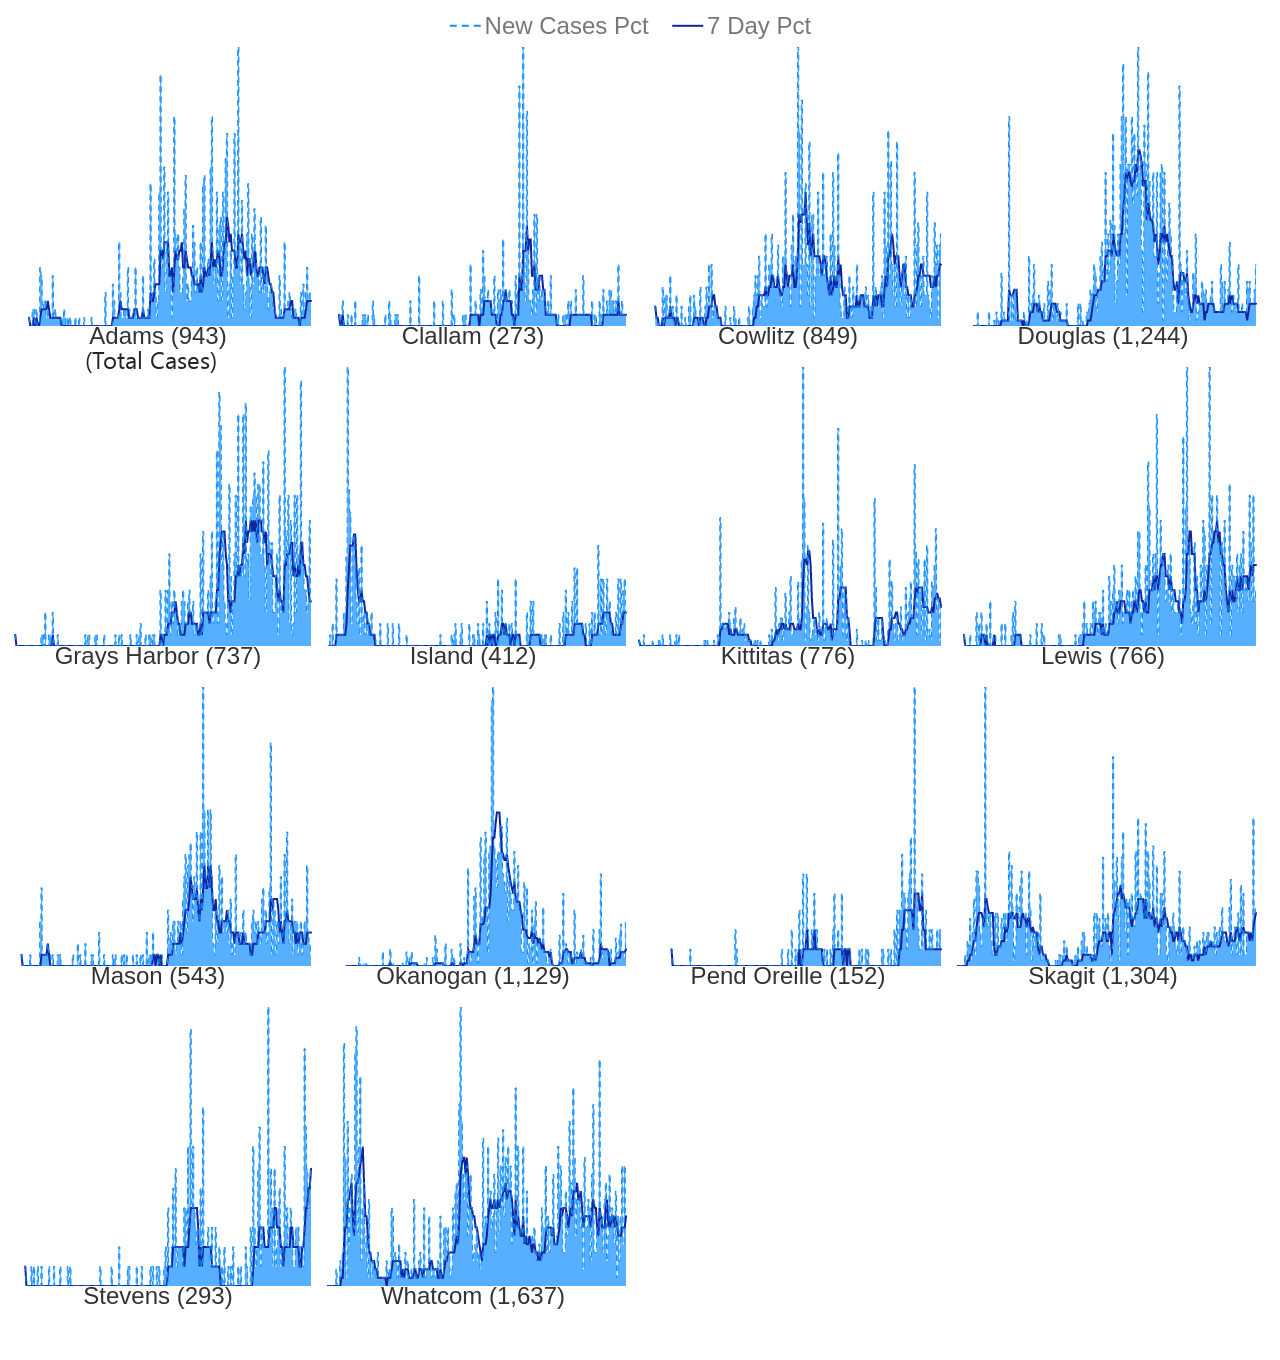 New Cases Pct 7 Day Pct
Adams (943) Clallam (273) Cowlitz (849) Douglas (1,244)
(Total Cases)
Grays Harbor (737) Island (412) Kittitas (776) Lewis (766)
Mason (543) Okanogan (1,129) Pend Oreille (152) Skagit (1,304)
Stevens (293) Whatcom (1,637)